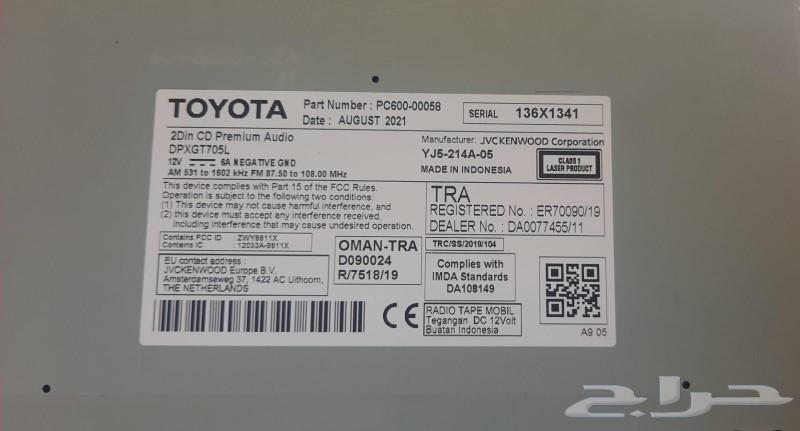 TOYOTA
Part Number : PC600-00058
Date : AUGUST 2021
SERIAL 136X1341
2Din CD Premium Audio
DPXGT705L
12V 6A NEGATIVE GND
AM 531 to 1602 kHz FM 87.50 to 108.00 MHz
Manufacturer: JVCKENWOOD Corporation
YJ5-214A-05
MADE IN INDONESIA
CLASS 1
LASER PRODUCT
This device complies with Part 15 of the FCC Rules.
Operation is subject to the following two conditions:
(1) This device may not cause harmful interference, and
(2) this device must accept any interference received,
including interference that may cause undesired operation.
Contains FCC ID : ZWY8811X
Contains IC : 12033A-8811X
EU contact address :
JVCKENWOOD Europe B.V.
Amsterdamseweg 37, 1422 AC Uithoorn,
THE NETHERLANDS
OMAN-TRA
D090024
R/7518/19
TRA
REGISTERED No. : ER70090/19
DEALER No. : DA0077455/11
TRC/SS/2019/104
Complies with
IMDA Standards
DA108149
CE
RADIO TAPE MOBIL
Tegangan DC 12Volt
Buatan Indonesia
A9 05
حراج